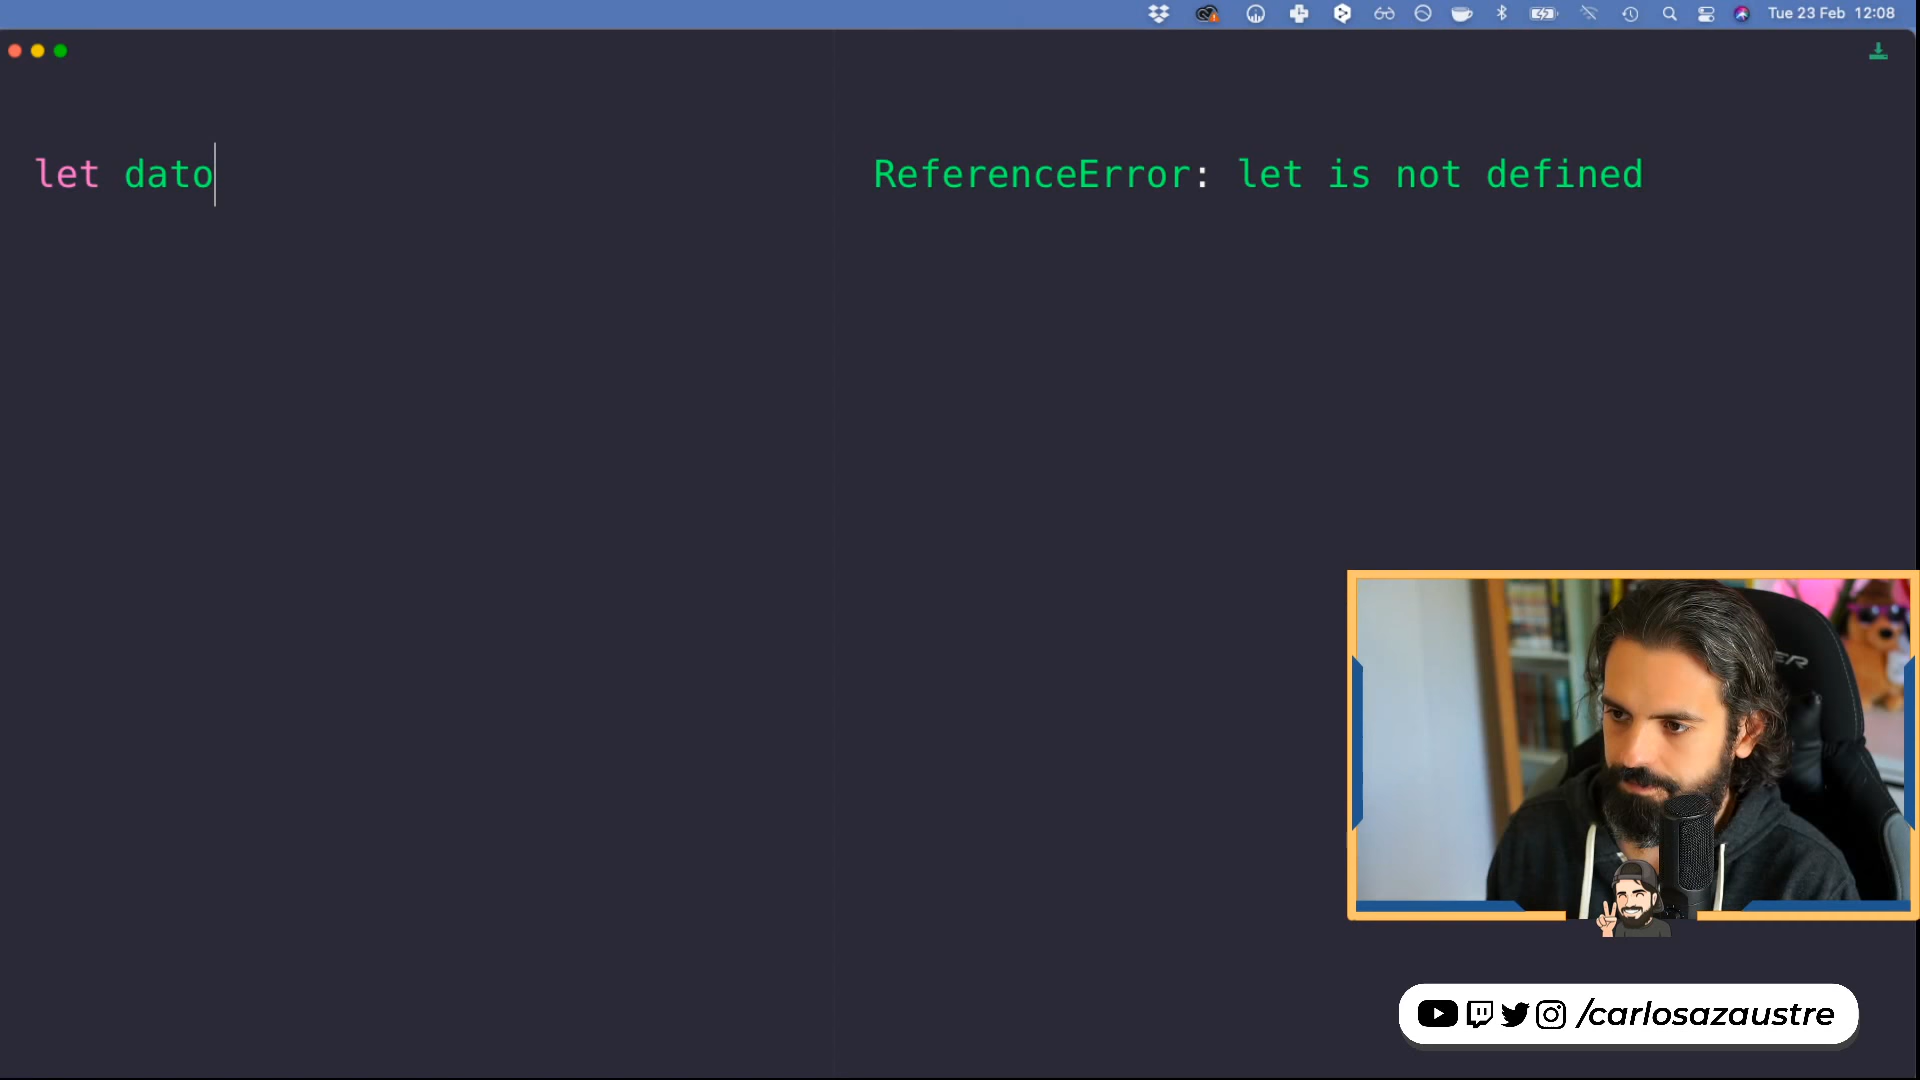 Tue 23 Feb 12:08
let dato
ReferenceError: let is not defined
/carlosazaustre